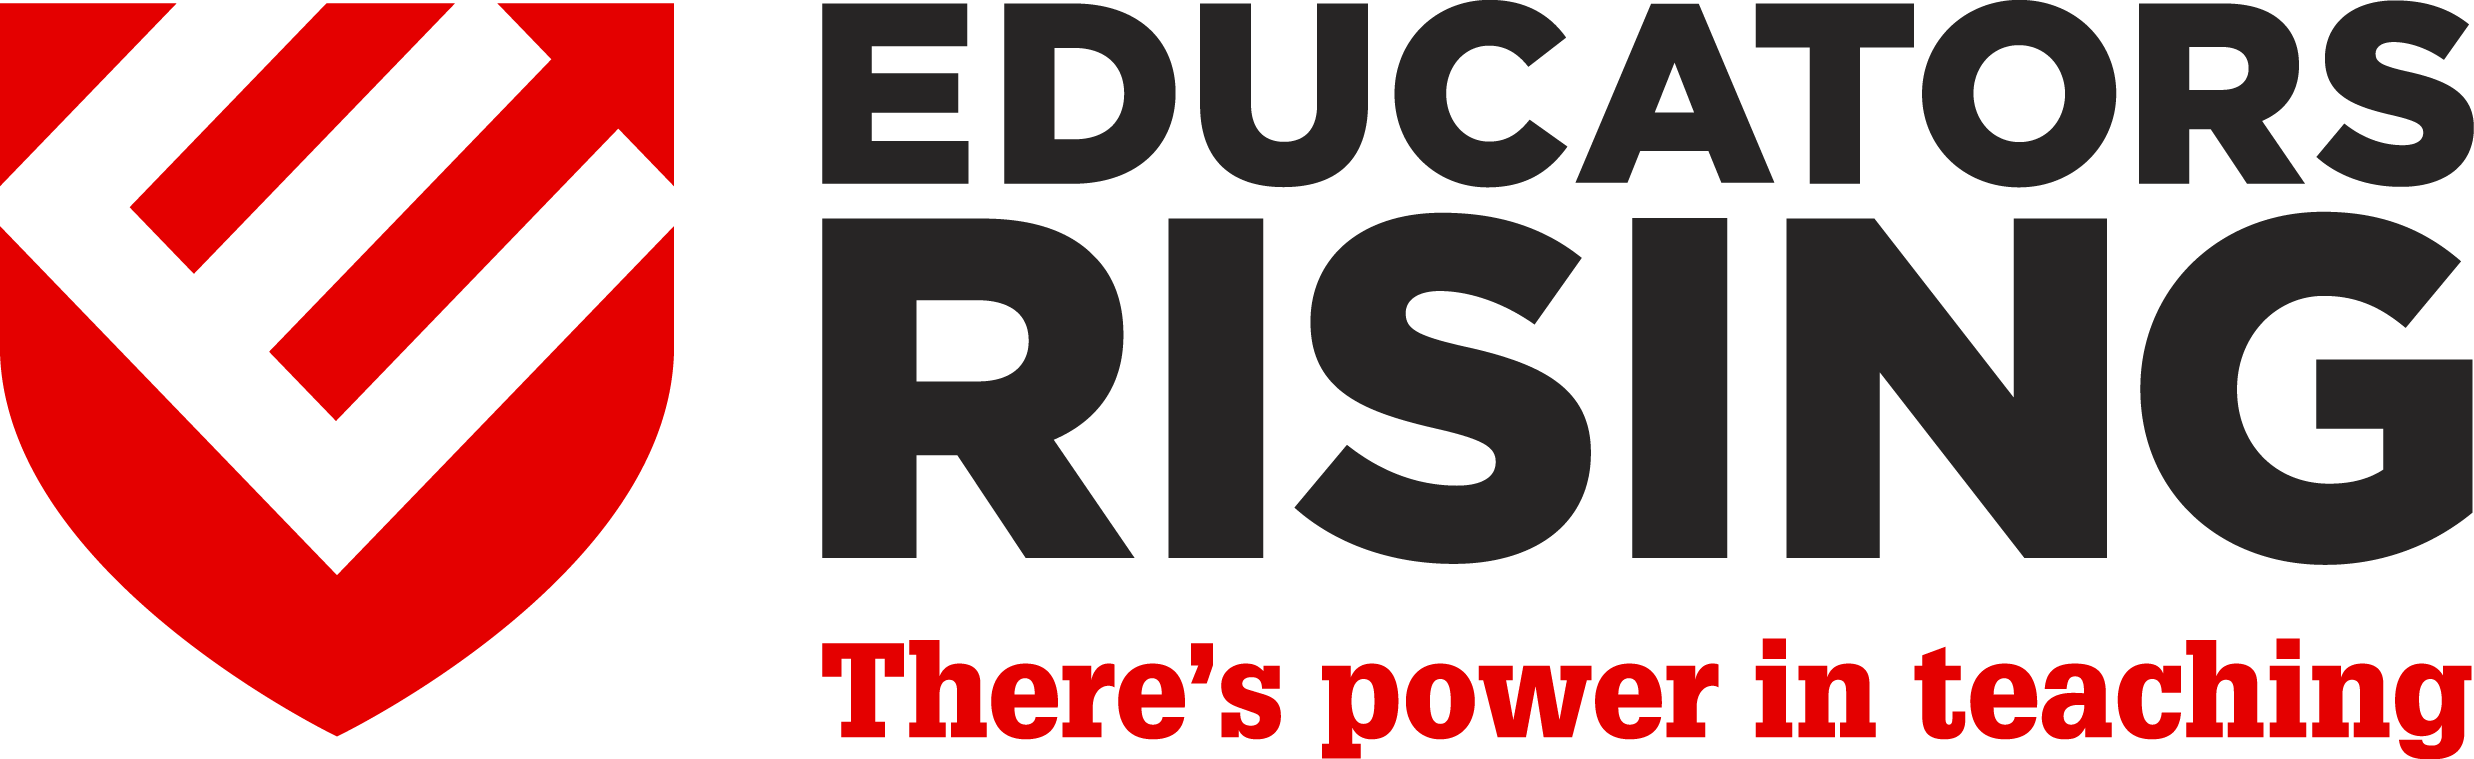 EDUCATORS
RISING
There’s power in teaching